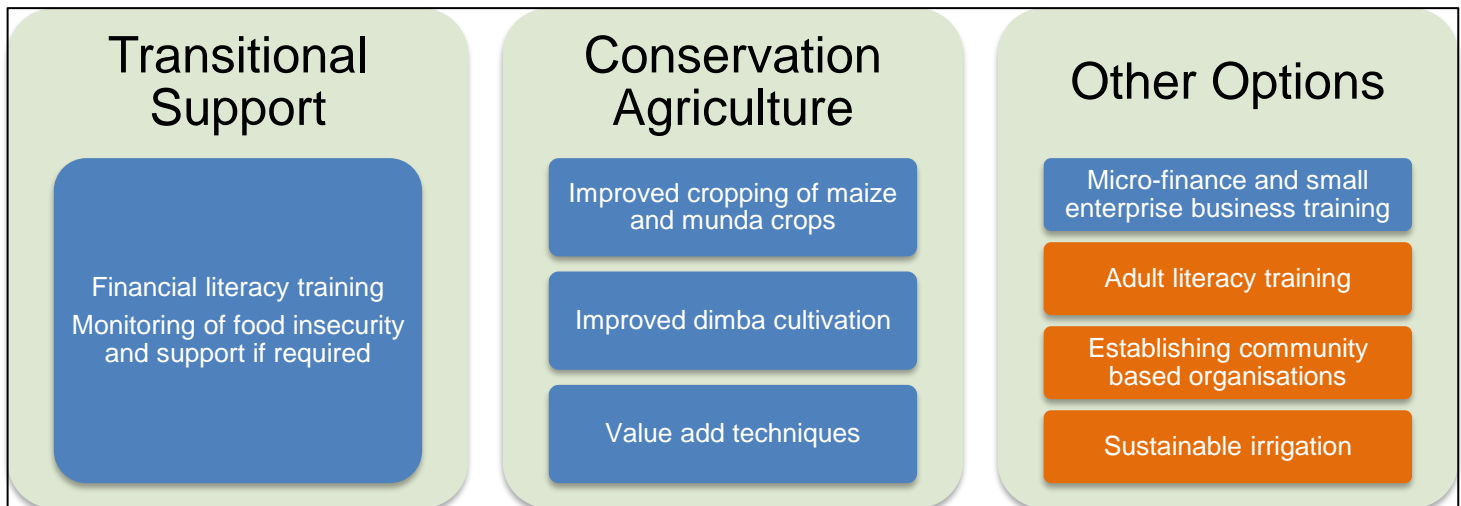 Transitional
Support
Financial literacy training
Monitoring of food insecurity
and support if required
Conservation
Agriculture
Improved cropping of maize
and munda crops
Improved dimba cultivation
Value add techniques
Other Options
Micro-finance and small
enterprise business training
Adult literacy training
Establishing community
based organisations
Sustainable irrigation